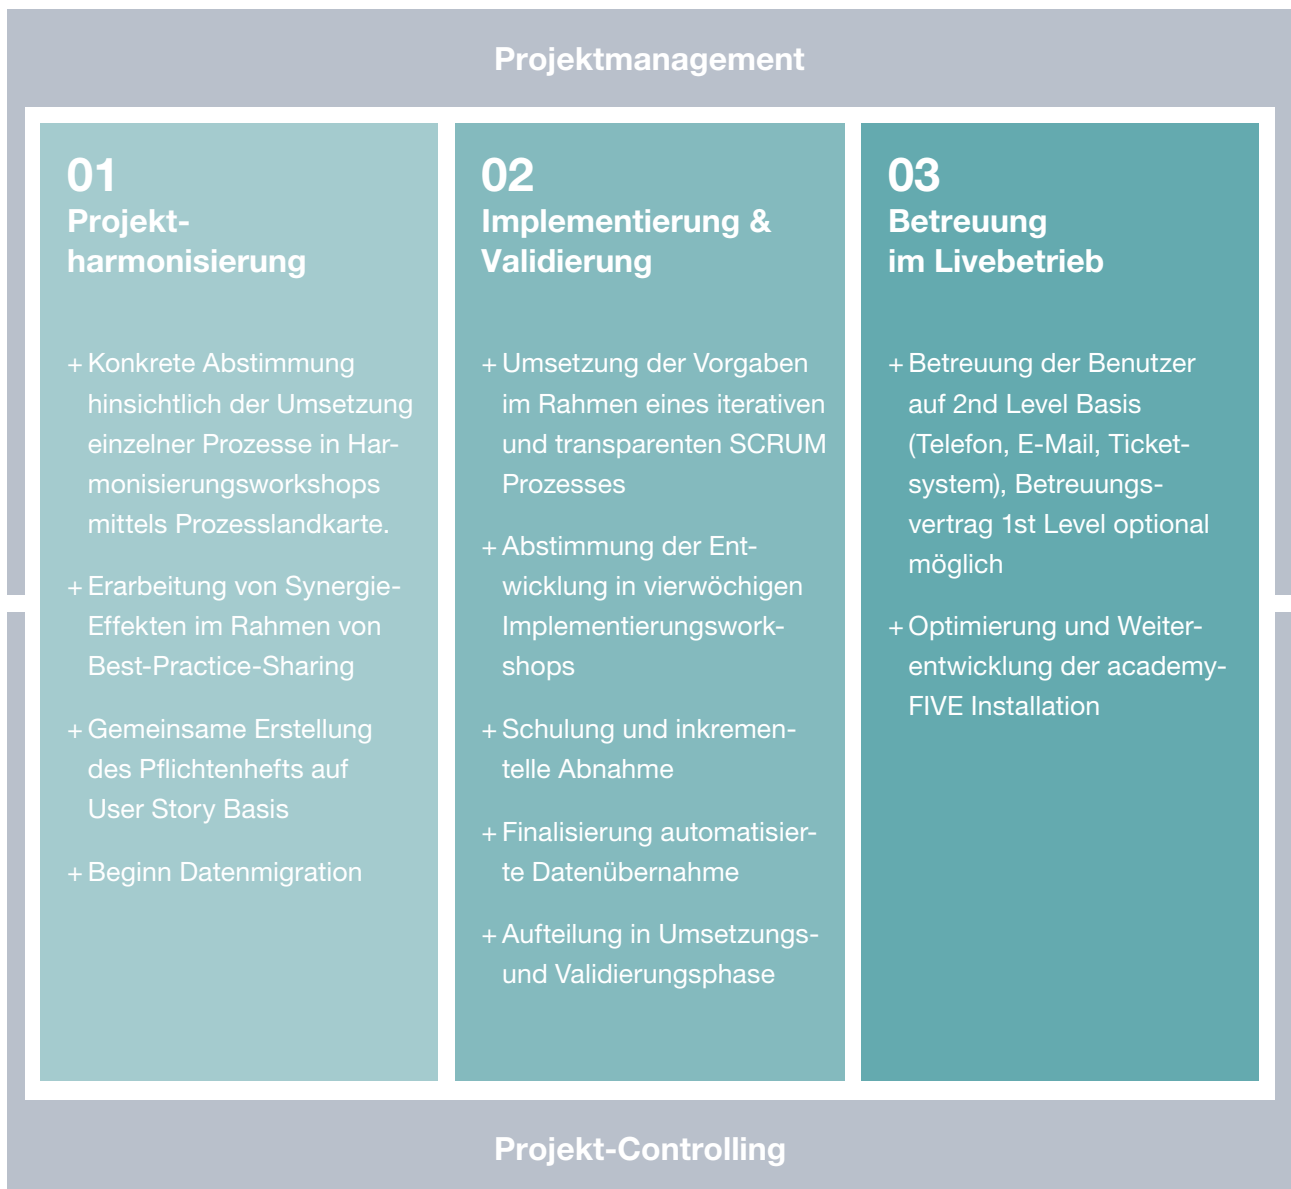 Projektmanagement
01
Projekt-
harmonisierung
+ Konkrete Abstimmung
hinsichtlich der Umsetzung
einzelner Prozesse in Har-
monisierungsworkshops
mittels Prozesslandkarte.
+ Erarbeitung von Synergie-
Effekten im Rahmen von
Best-Practice-Sharing
+ Gemeinsame Erstellung
des Pflichtenhefts auf
User Story Basis
+ Beginn Datenmigration
02
Implementierung &
Validierung
+ Umsetzung der Vorgaben
im Rahmen eines iterativen
und transparenten SCRUM
Prozesses
+ Abstimmung der Ent-
wicklung in vierwöchigen
Implementierungswork-
shops
+ Schulung und inkremen-
telle Abnahme
+ Finalisierung automatisier-
te Datenübernahme
+ Aufteilung in Umsetzungs-
und Validierungsphase
03
Betreuung
im Livebetrieb
+ Betreuung der Benutzer
auf 2nd Level Basis
(Telefon, E-Mail, Ticket-
system), Betreuungs-
vertrag 1st Level optional
möglich
+ Optimierung und Weiter-
entwicklung der academy-
FIVE Installation
Projekt-Controlling